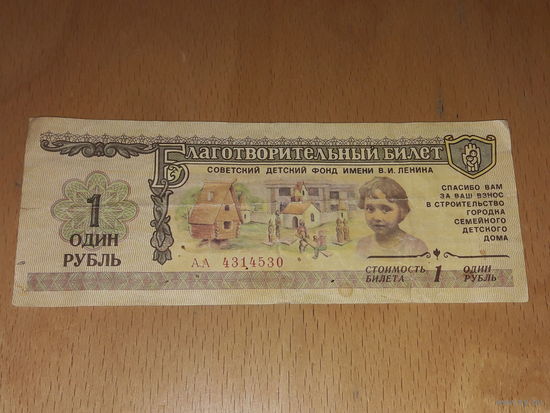 Благотворительный билет
СОВЕТСКИЙ ДЕТСКИЙ ФОНД ИМЕНИ В.И. ЛЕНИНА
СПАСИБО ВАМ
ЗА ВАШ ВЗНОС
В СТРОИТЕЛЬСТВО
ГОРОДКА
СЕМЕЙНОГО
ДЕТСКОГО
ДОМА
1
ОДИН
РУБЛЬ
АА 4314530
СТОИМОСТЬ БИЛЕТА 1 ОДИН РУБЛЬ